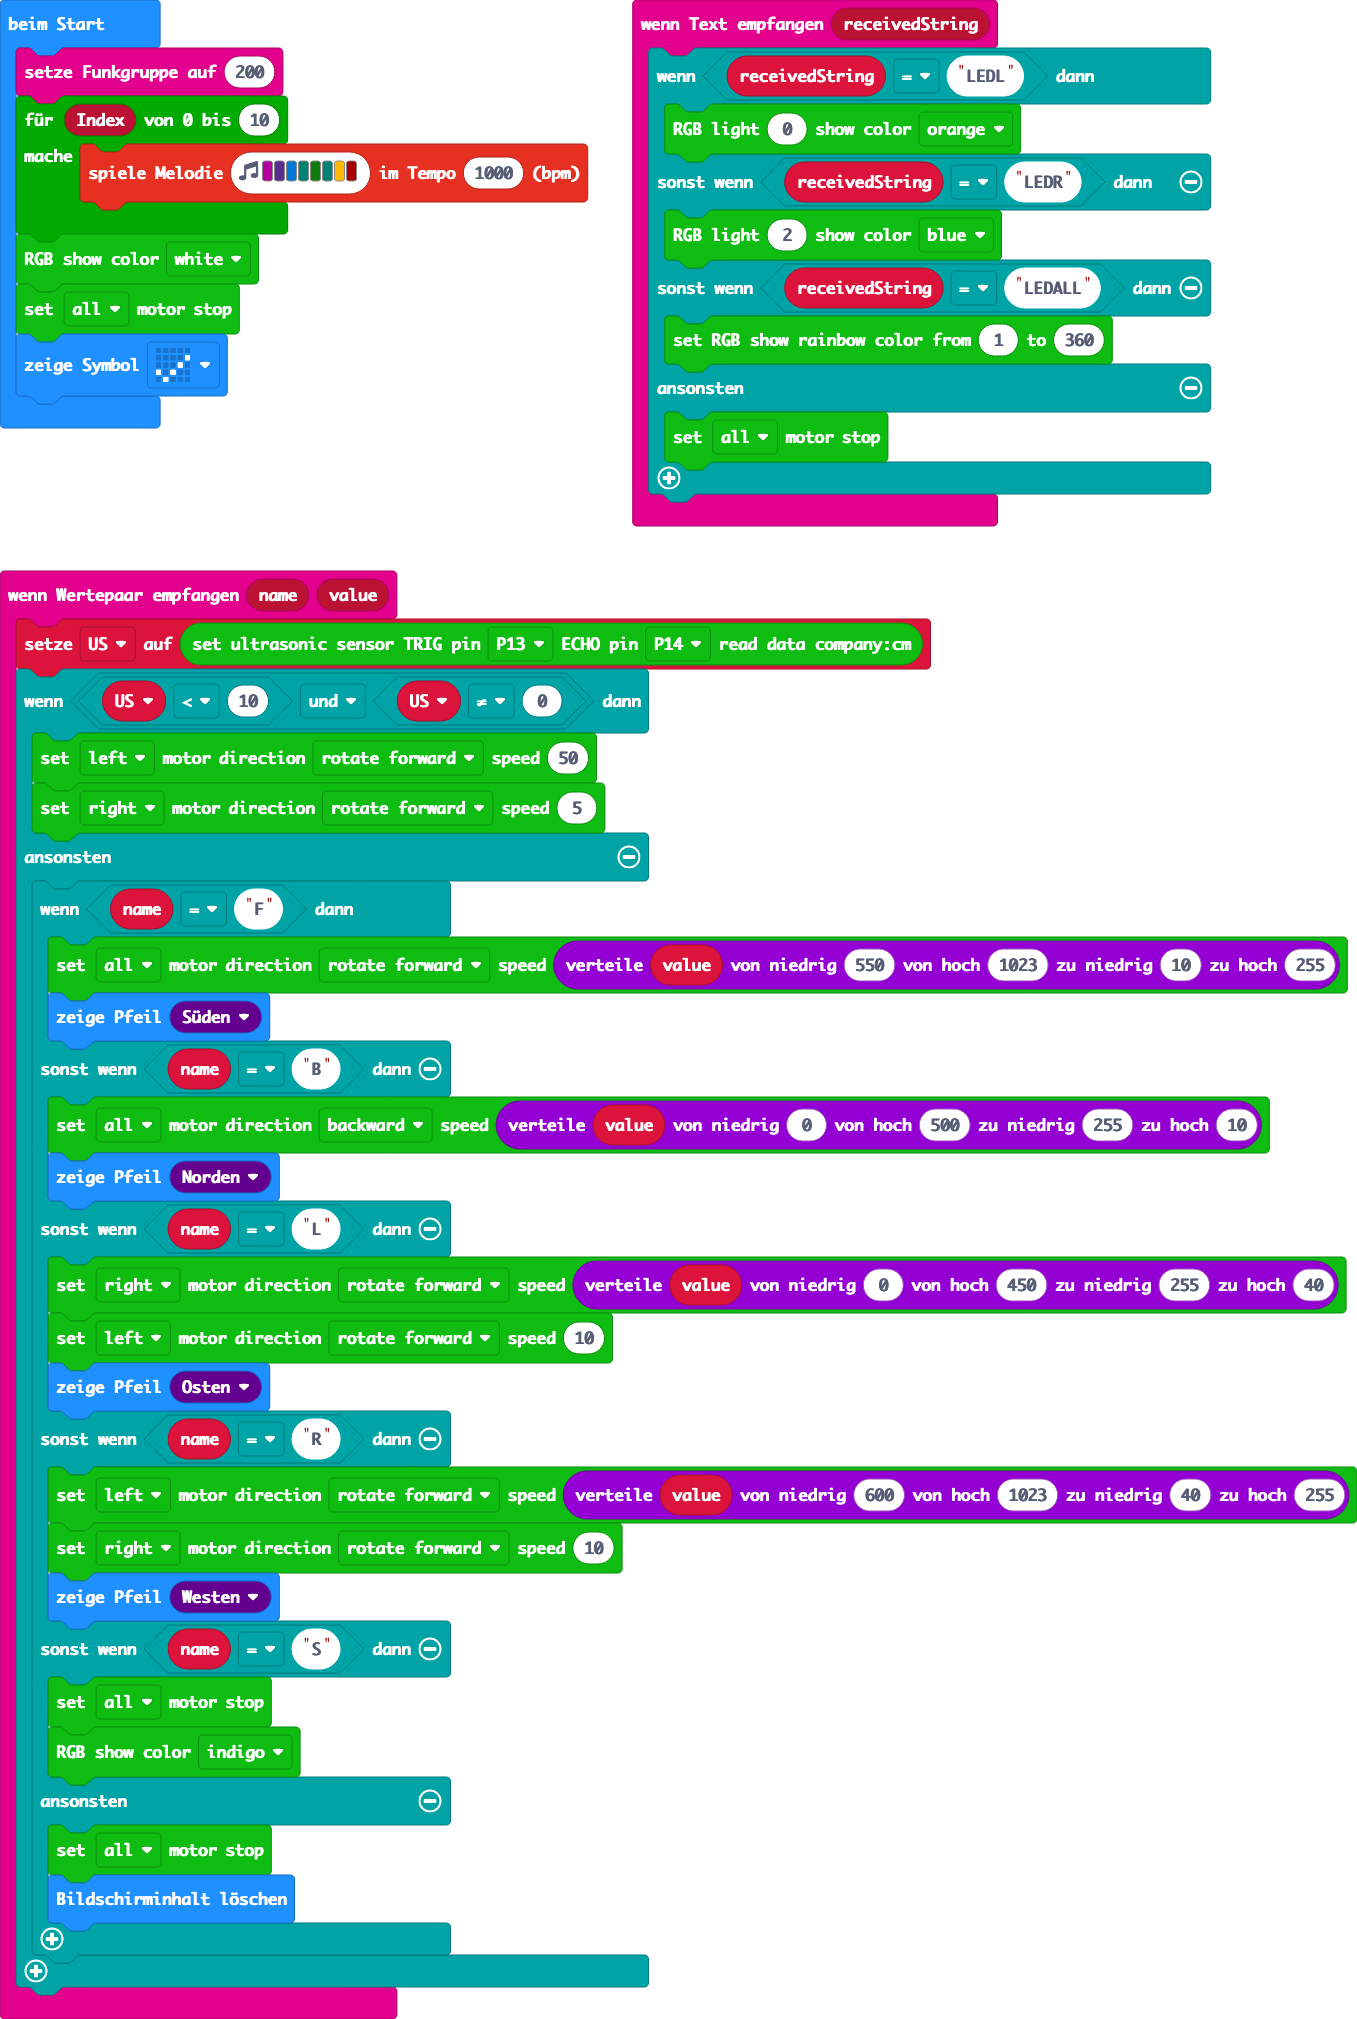 beim Start
setze Funkgruppe auf 200
für Index von 0 bis 10
mache spiele Melodie im Tempo 1000 (bpm)
RGB show color white
set all motor stop
zeige Symbol
wenn Text empfangen receivedString
wenn receivedString = "LEDL" dann
RGB light 0 show color orange
sonst wenn receivedString = "LEDR" dann
RGB light 2 show color blue
sonst wenn receivedString = "LEDALL" dann
set RGB show rainbow color from 1 to 360
ansonsten
set all motor stop
wenn Wertepaar empfangen name value
setze US auf set ultrasonic sensor TRIG pin P13 ECHO pin P14 read data company:cm
wenn US < 10 und US ≠ 0 dann
set left motor direction rotate forward speed 50
set right motor direction rotate forward speed 5
ansonsten
wenn name = "F" dann
set all motor direction rotate forward speed verteile value von niedrig 550 von hoch 1023 zu niedrig 10 zu hoch 255
zeige Pfeil Süden
sonst wenn name = "B" dann
set all motor direction backward speed verteile value von niedrig 0 von hoch 500 zu niedrig 255 zu hoch 10
zeige Pfeil Norden
sonst wenn name = "L" dann
set right motor direction rotate forward speed verteile value von niedrig 0 von hoch 450 zu niedrig 255 zu hoch 40
set left motor direction rotate forward speed 10
zeige Pfeil Osten
sonst wenn name = "R" dann
set left motor direction rotate forward speed verteile value von niedrig 600 von hoch 1023 zu niedrig 40 zu hoch 255
set right motor direction rotate forward speed 10
zeige Pfeil Westen
sonst wenn name = "S" dann
set all motor stop
RGB show color indigo
ansonsten
set all motor stop
Bildschirminhalt löschen